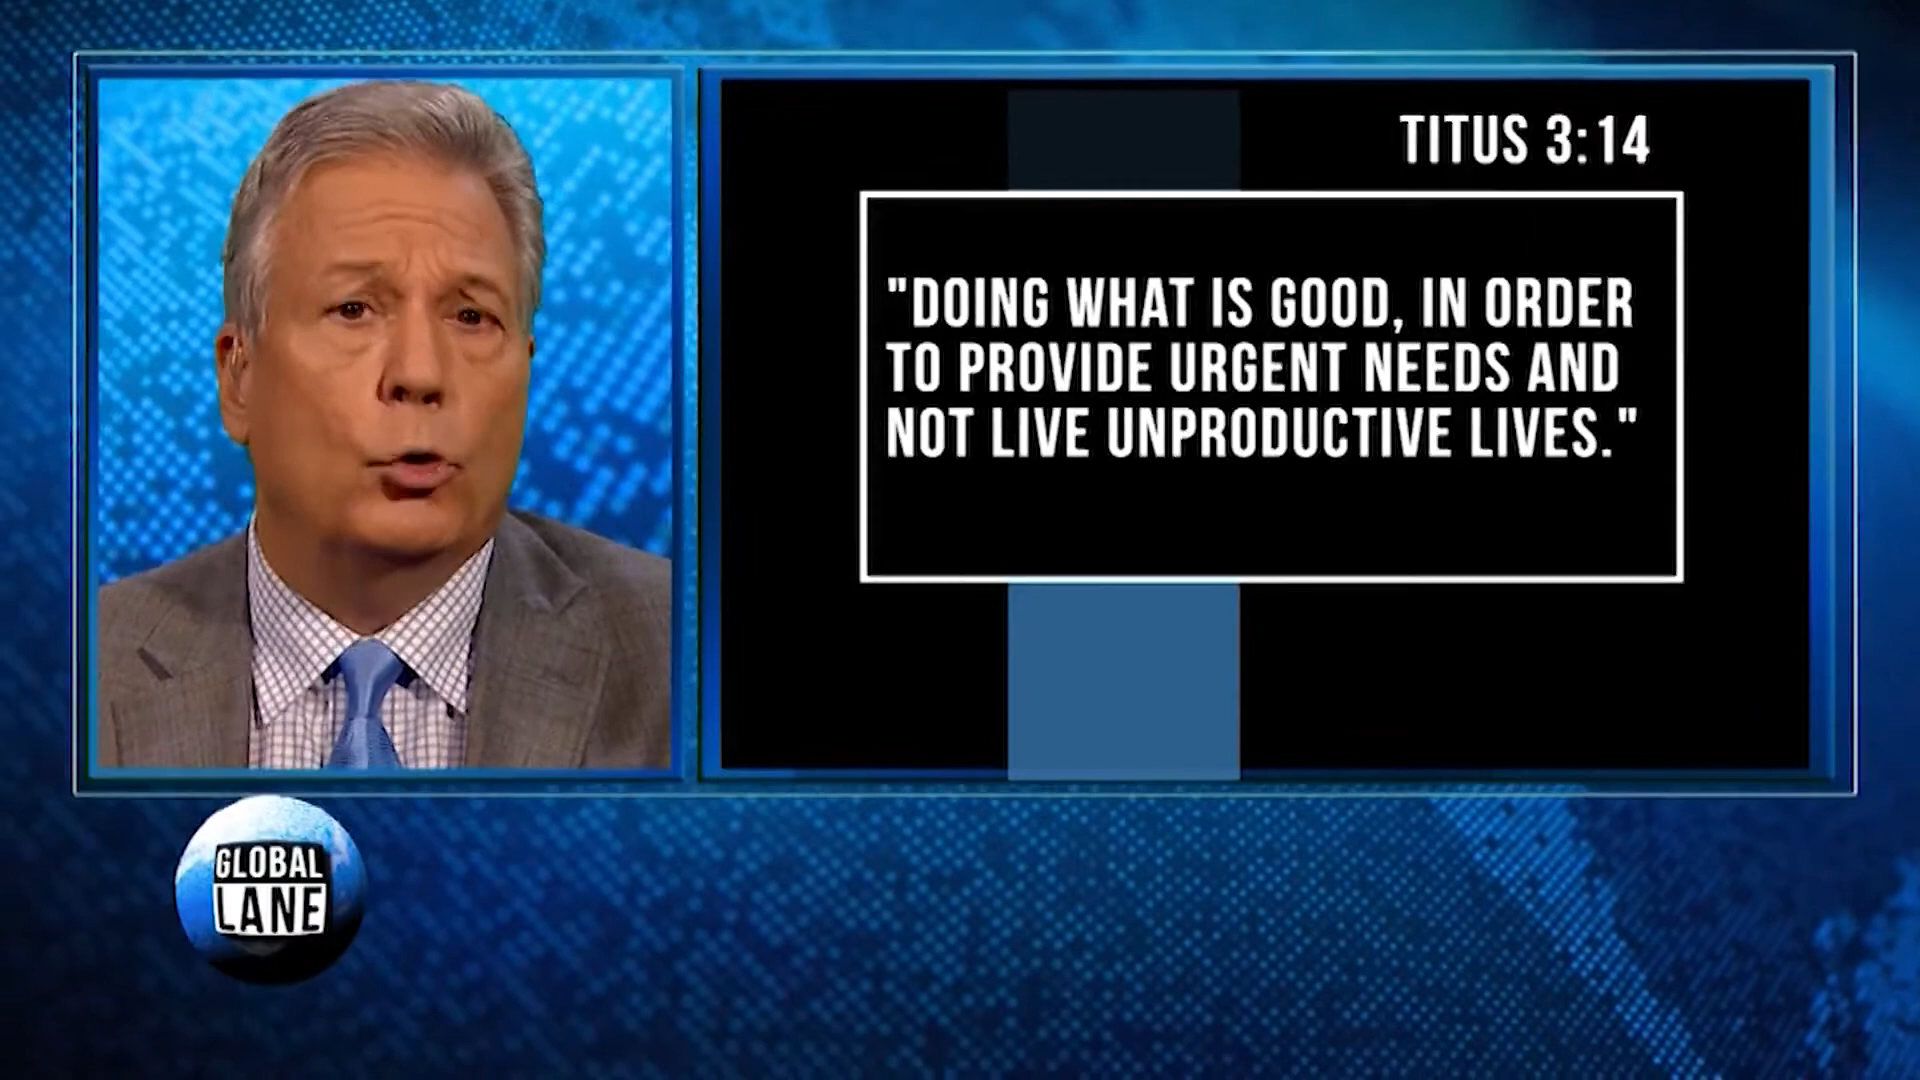 TITUS 3:14
"DOING WHAT IS GOOD, IN ORDER
TO PROVIDE URGENT NEEDS AND
NOT LIVE UNPRODUCTIVE LIVES."
GLOBAL
LANE